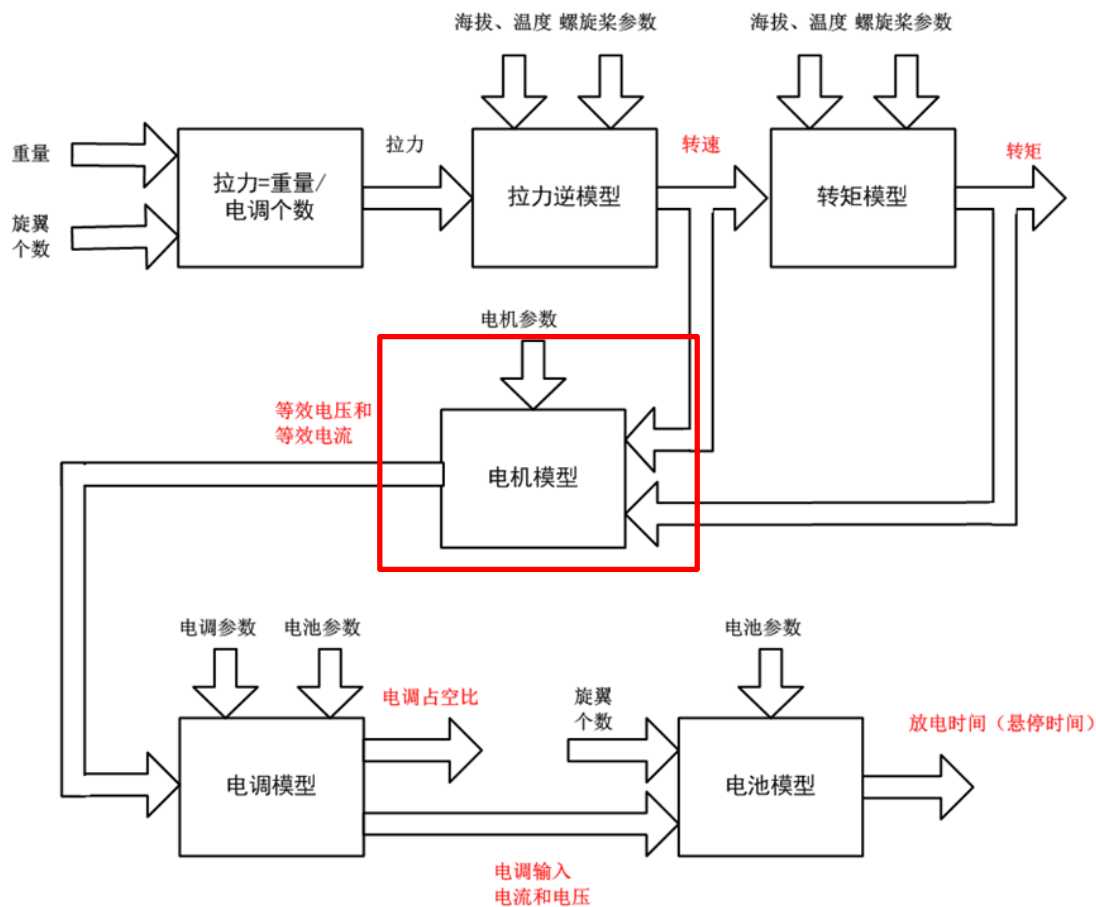 海拔、温度 螺旋桨参数
海拔、温度 螺旋桨参数
重量
旋翼
个数
拉力=重量/
电调个数
拉力
拉力逆模型
转速
转矩模型
转矩
电机参数
等效电压和
等效电流
电机模型
电调参数
电池参数
电调模型
电调占空比
旋翼
个数
电池参数
电池模型
放电时间（悬停时间）
电调输入
电流和电压